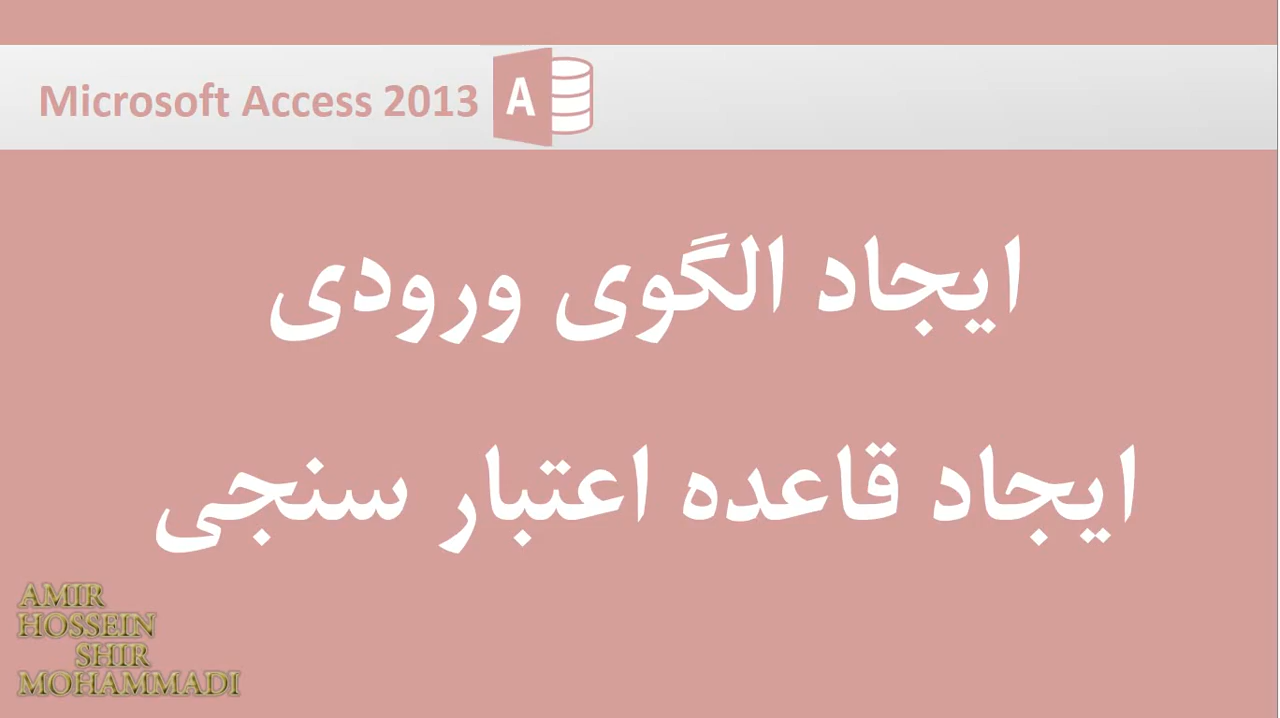 Microsoft Access 2013 A
ایجاد الگوی ورودی
ایجاد قاعده اعتبار سنجی
AMIR
HOSSEIN
SHIR
MOHAMMADI